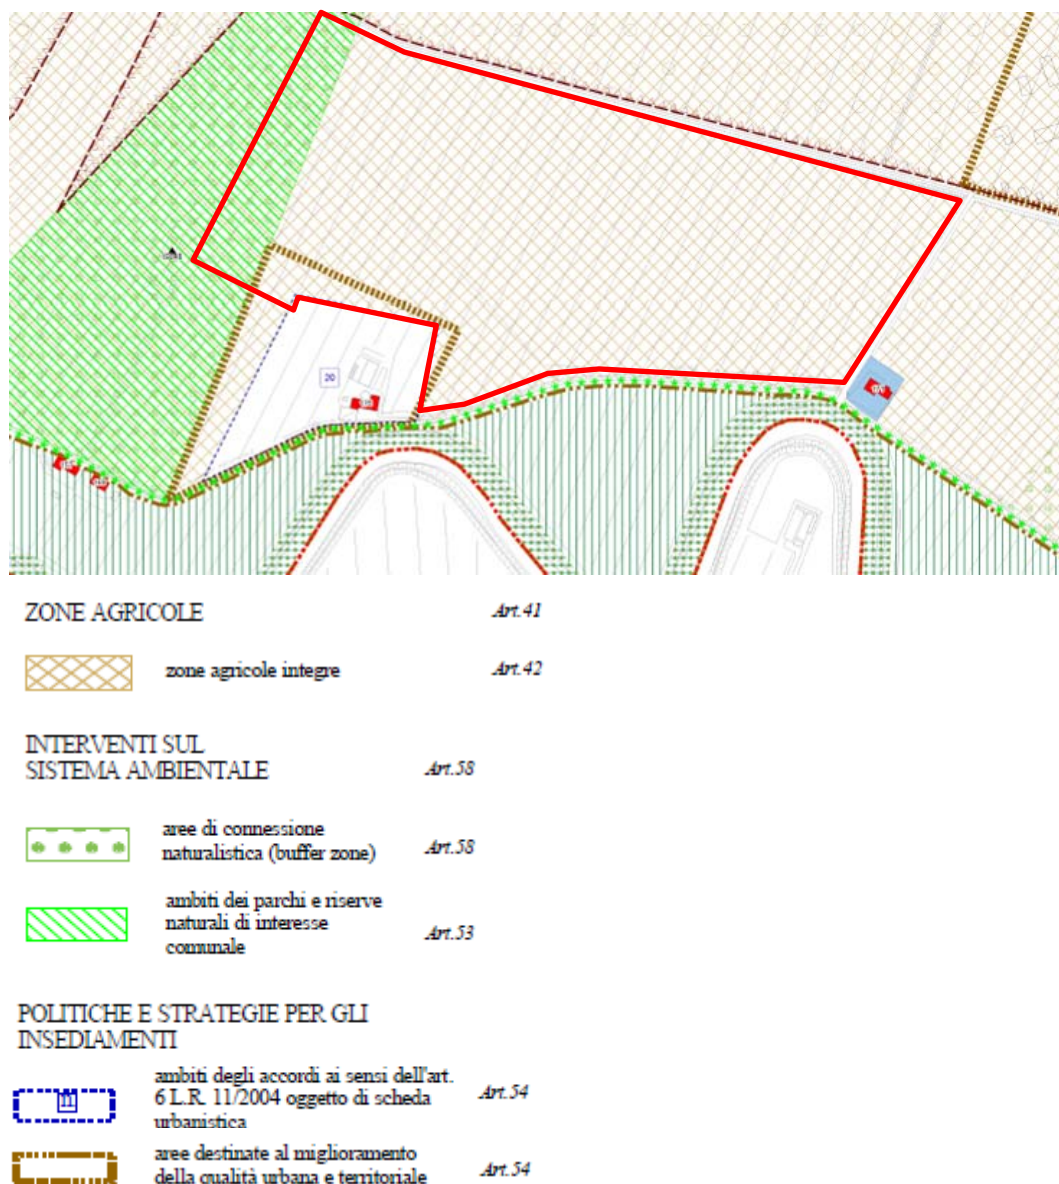 20
ZONE AGRICOLE Art.41
zone agricole integre Art.42
INTERVENTI SUL
SISTEMA AMBIENTALE Art.58
aree di connessione
naturalistica (buffer zone) Art.58
ambiti dei parchi e riserve
naturali di interesse
comunale Art.53
POLITICHE E STRATEGIE PER GLI
INSEDIAMENTI
ambiti degli accordi ai sensi dell'art.
11 6 L.R. 11/2004 oggetto di scheda Art.54
urbanistica
aree destinate al miglioramento
della qualità urbana e territoriale Art.54